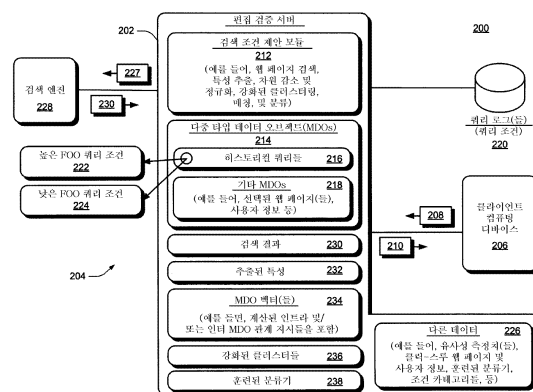 200
202
편집 검증 서버
검색 조건 제안 모듈
212
(예를 들어, 웹 페이지 검색,
특성 추출, 차원 감소 및
정규화, 강화된 클러스터링,
매칭, 및 분류)
227
230
검색 엔진
228
쿼리 로그(들)
(쿼리 조건)
220
다중 타입 데이터 오브젝트(MDOs)
214
히스토리컬 쿼리들 216
높은 FOO 쿼리 조건
222
낮은 FOO 쿼리 조건
224
기타 MDOs 218
(예를 들어, 선택된 웹 페이지(들),
사용자 정보 등)
208
210
클라이언트
컴퓨팅
디바이스
206
검색 결과 230
추출된 특성 232
204
MDO 벡터(들) 234
(예를 들면, 계산된 인트라 및/
또는 인터 MDO 관계 지시들을 포함)
강화된 클러스터들 236
훈련된 분류기 238
다른 데이터 226
(예를 들어, 유사성 측정치(들),
클릭-스루 웹 페이지 및
사용자 정보, 훈련된 분류기,
조건 카테고리들, 등)